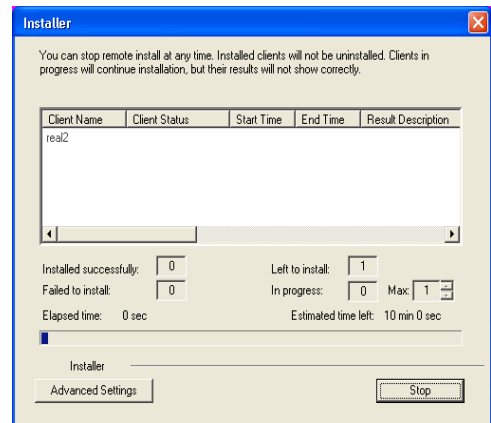 Installer
You can stop remote install at any time. Installed clients will not be uninstalled. Clients in
progress will continue installation, but their results will not show correctly.
Client Name Client Status Start Time End Time Result Description
real2
Installed successfully: 0 Left to install: 1
Failed to install: 0 In progress: 0 Max: 1
Elapsed time: 0 sec Estimated time left: 10 min 0 sec
Installer
Advanced Settings Stop